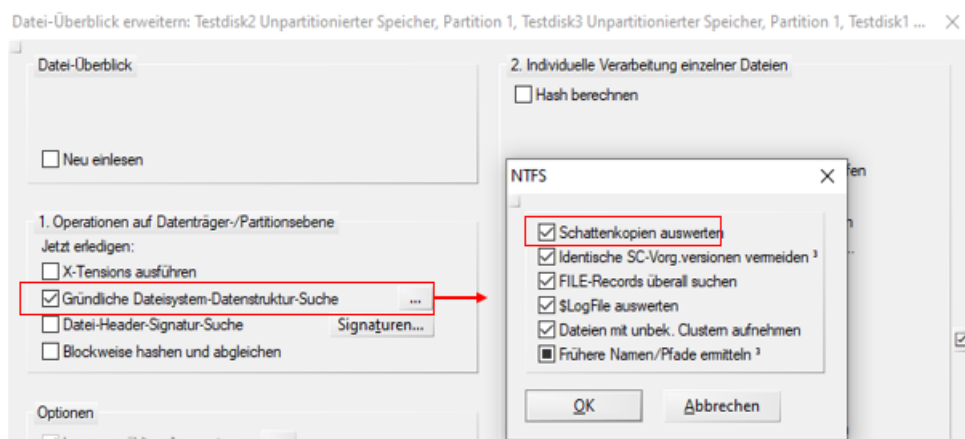 Datei-Überblick erweitern: Testdisk2 Unpartitionierter Speicher, Partition 1, Testdisk3 Unpartitionierter Speicher, Partition 1, Testdisk1 ...
Datei-Überblick
Neu einlesen
1. Operationen auf Datenträger-/Partitionsebene
Jetzt erledigen:
X-Tensions ausführen
Gründliche Dateisystem-Datenstruktur-Suche ...
Datei-Header-Signatur-Suche Signaturen...
Blockweise hashen und abgleichen
Optionen
2. Individuelle Verarbeitung einzelner Dateien
Hash berechnen
fen
NTFS
Schattenkopien auswerten
Identische SC-Vorg.versionen vermeiden ³
FILE-Records überall suchen
$LogFile auswerten
Dateien mit unbek. Clustern aufnehmen
Frühere Namen/Pfade ermitteln ³
OK Abbrechen